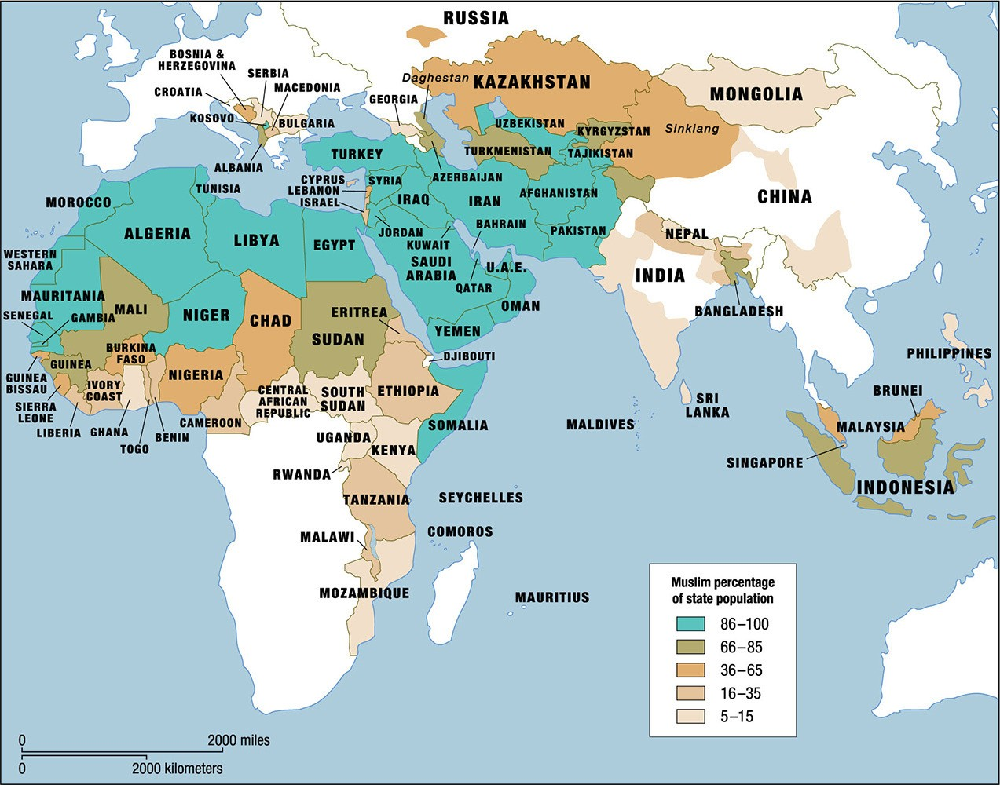 RUSSIA
BOSNIA &
HERZEGOVINA
SERBIA
CROATIA
MACEDONIA
KOSOVO
BULGARIA
ALBANIA
GEORGIA
Daghestan
KAZAKHSTAN
MONGOLIA
UZBEKISTAN
KYRGYZSTAN
Sinkiang
TURKMENISTAN
TAJIKISTAN
TURKEY
AZERBAIJAN
CYPRUS
LEBANON
ISRAEL
SYRIA
IRAQ
IRAN
AFGHANISTAN
CHINA
MOROCCO
TUNISIA
ALGERIA
LIBYA
EGYPT
JORDAN
KUWAIT
BAHRAIN
PAKISTAN
NEPAL
WESTERN
SAHARA
SAUDI
ARABIA
U.A.E.
QATAR
OMAN
INDIA
BANGLADESH
MAURITANIA
MALI
NIGER
CHAD
SUDAN
ERITREA
YEMEN
DJIBOUTI
SENEGAL
GAMBIA
BURKINA
FASO
GUINEA
GUINEA
BISSAU
NIGERIA
IVORY
COAST
SIERRA
LEONE
LIBERIA
GHANA
TOGO
BENIN
CAMEROON
CENTRAL
AFRICAN
REPUBLIC
SOUTH
SUDAN
ETHIOPIA
SOMALIA
UGANDA
KENYA
RWANDA
TANZANIA
MALAWI
MOZAMBIQUE
SEYCHELLES
COMOROS
MAURITIUS
MALDIVES
SRI
LANKA
PHILIPPINES
BRUNEI
MALAYSIA
SINGAPORE
INDONESIA
Muslim percentage
of state population
86–100
66–85
36–65
16–35
5–15
0 2000 miles
0 2000 kilometers